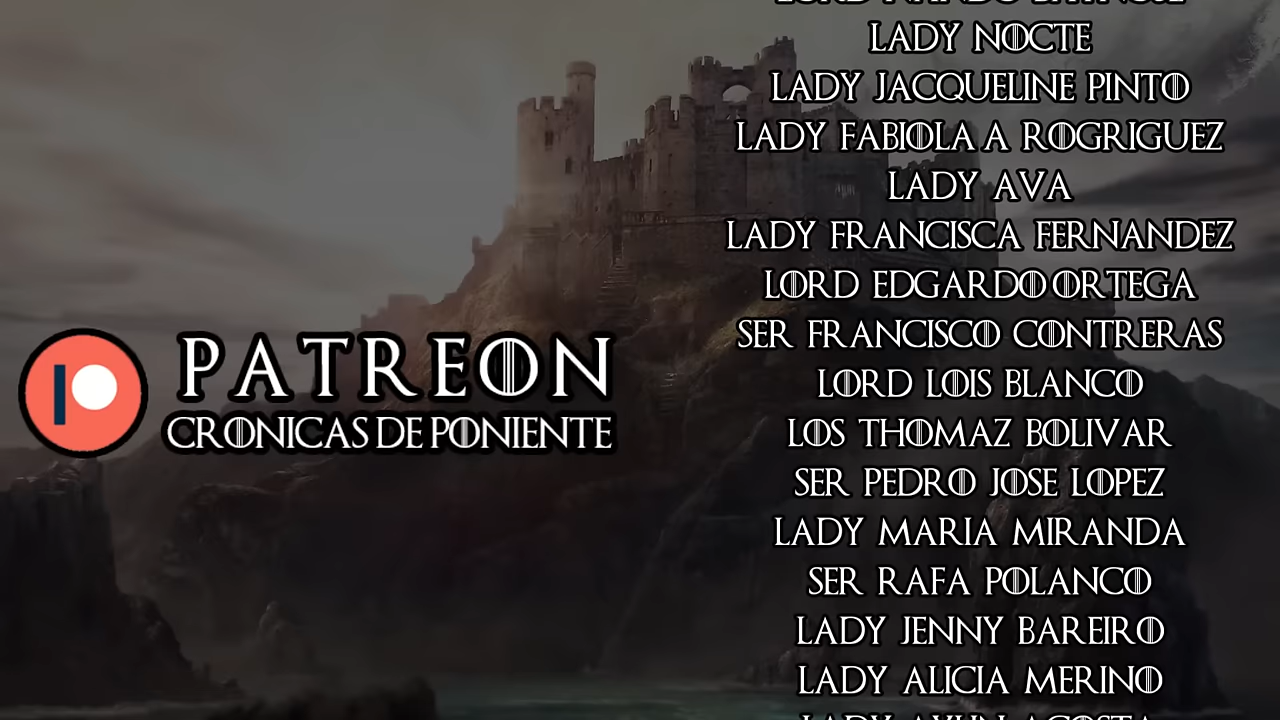 PATREON
CRONICAS DE PONIENTE
LADY NOCTE
LADY JACQUELINE PINTO
LADY FABIOLA A ROGRIGUEZ
LADY AVA
LADY FRANCISCA FERNANDEZ
LORD EDGARDO ORTEGA
SER FRANCISCO CONTRERAS
LORD LOIS BLANCO
LOS THOMAZ BOLIVAR
SER PEDRO JOSE LOPEZ
LADY MARIA MIRANDA
SER RAFA POLANCO
LADY JENNY BAREIRO
LADY ALICIA MERINO